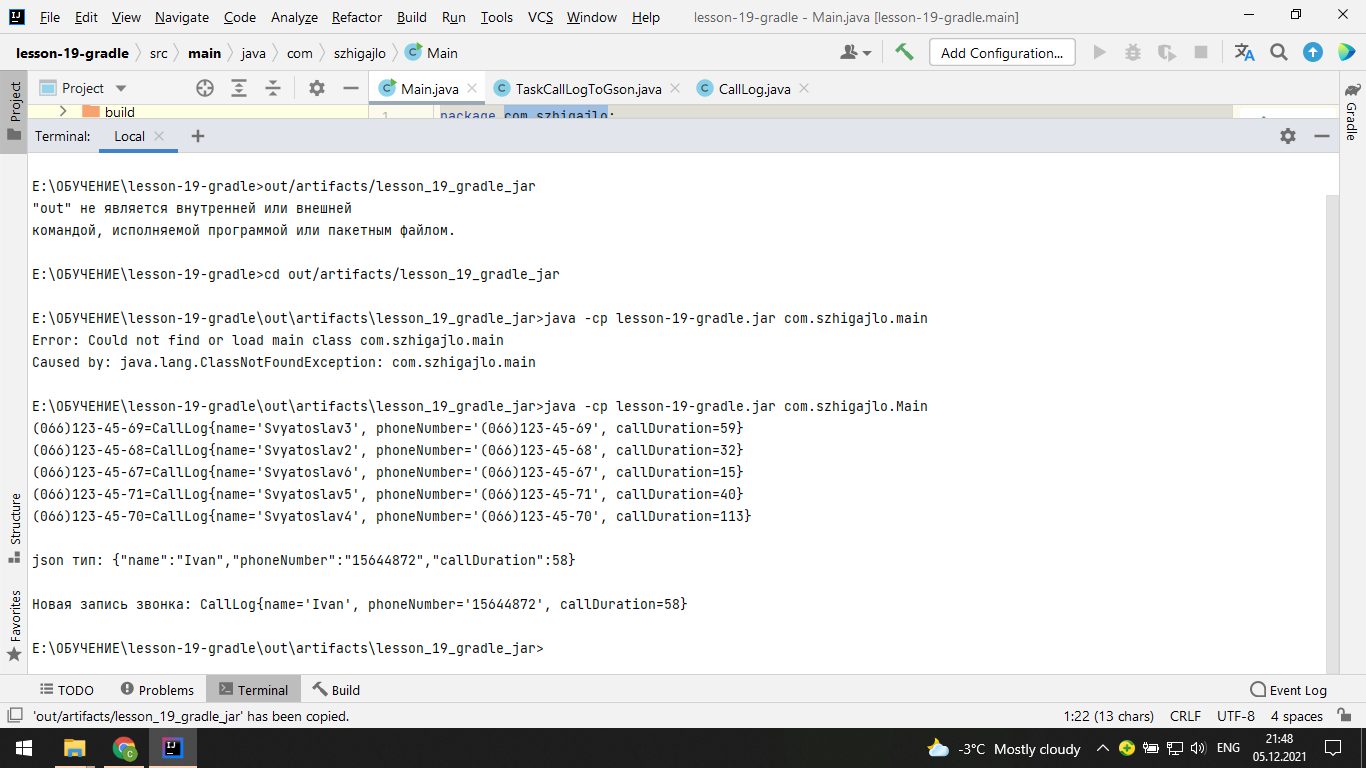 File Edit View Navigate Code Analyze Refactor Build Run Tools VCS Window Help lesson-19-gradle - Main.java [lesson-19-gradle.main]
lesson-19-gradle src main java com szhigajlo Main Add Configuration...
Project Main.java TaskCallLogToGson.java CallLog.java
Project
Gradle
build
1 package com.szhigajlo;
Terminal: Local
E:\ОБУЧЕНИЕ\lesson-19-gradle>out/artifacts/lesson_19_gradle_jar
"out" не является внутренней или внешней
командой, исполняемой программой или пакетным файлом.
E:\ОБУЧЕНИЕ\lesson-19-gradle>cd out/artifacts/lesson_19_gradle_jar
E:\ОБУЧЕНИЕ\lesson-19-gradle\out\artifacts\lesson_19_gradle_jar>java -cp lesson-19-gradle.jar com.szhigajlo.main
Error: Could not find or load main class com.szhigajlo.main
Caused by: java.lang.ClassNotFoundException: com.szhigajlo.main
E:\ОБУЧЕНИЕ\lesson-19-gradle\out\artifacts\lesson_19_gradle_jar>java -cp lesson-19-gradle.jar com.szhigajlo.Main
(066)123-45-69=CallLog{name='Svyatoslav3', phoneNumber='(066)123-45-69', callDuration=59}
(066)123-45-68=CallLog{name='Svyatoslav2', phoneNumber='(066)123-45-68', callDuration=32}
(066)123-45-67=CallLog{name='Svyatoslav6', phoneNumber='(066)123-45-67', callDuration=15}
(066)123-45-71=CallLog{name='Svyatoslav5', phoneNumber='(066)123-45-71', callDuration=40}
(066)123-45-70=CallLog{name='Svyatoslav4', phoneNumber='(066)123-45-70', callDuration=113}
json тип: {"name":"Ivan","phoneNumber":"15644872","callDuration":58}
Новая запись звонка: CallLog{name='Ivan', phoneNumber='15644872', callDuration=58}
E:\ОБУЧЕНИЕ\lesson-19-gradle\out\artifacts\lesson_19_gradle_jar>
Structure
Favorites
TODO Problems Terminal Build Event Log
'out/artifacts/lesson_19_gradle_jar' has been copied. 1:22 (13 chars) CRLF UTF-8 4 spaces
-3°C Mostly cloudy ENG 21:48
05.12.2021